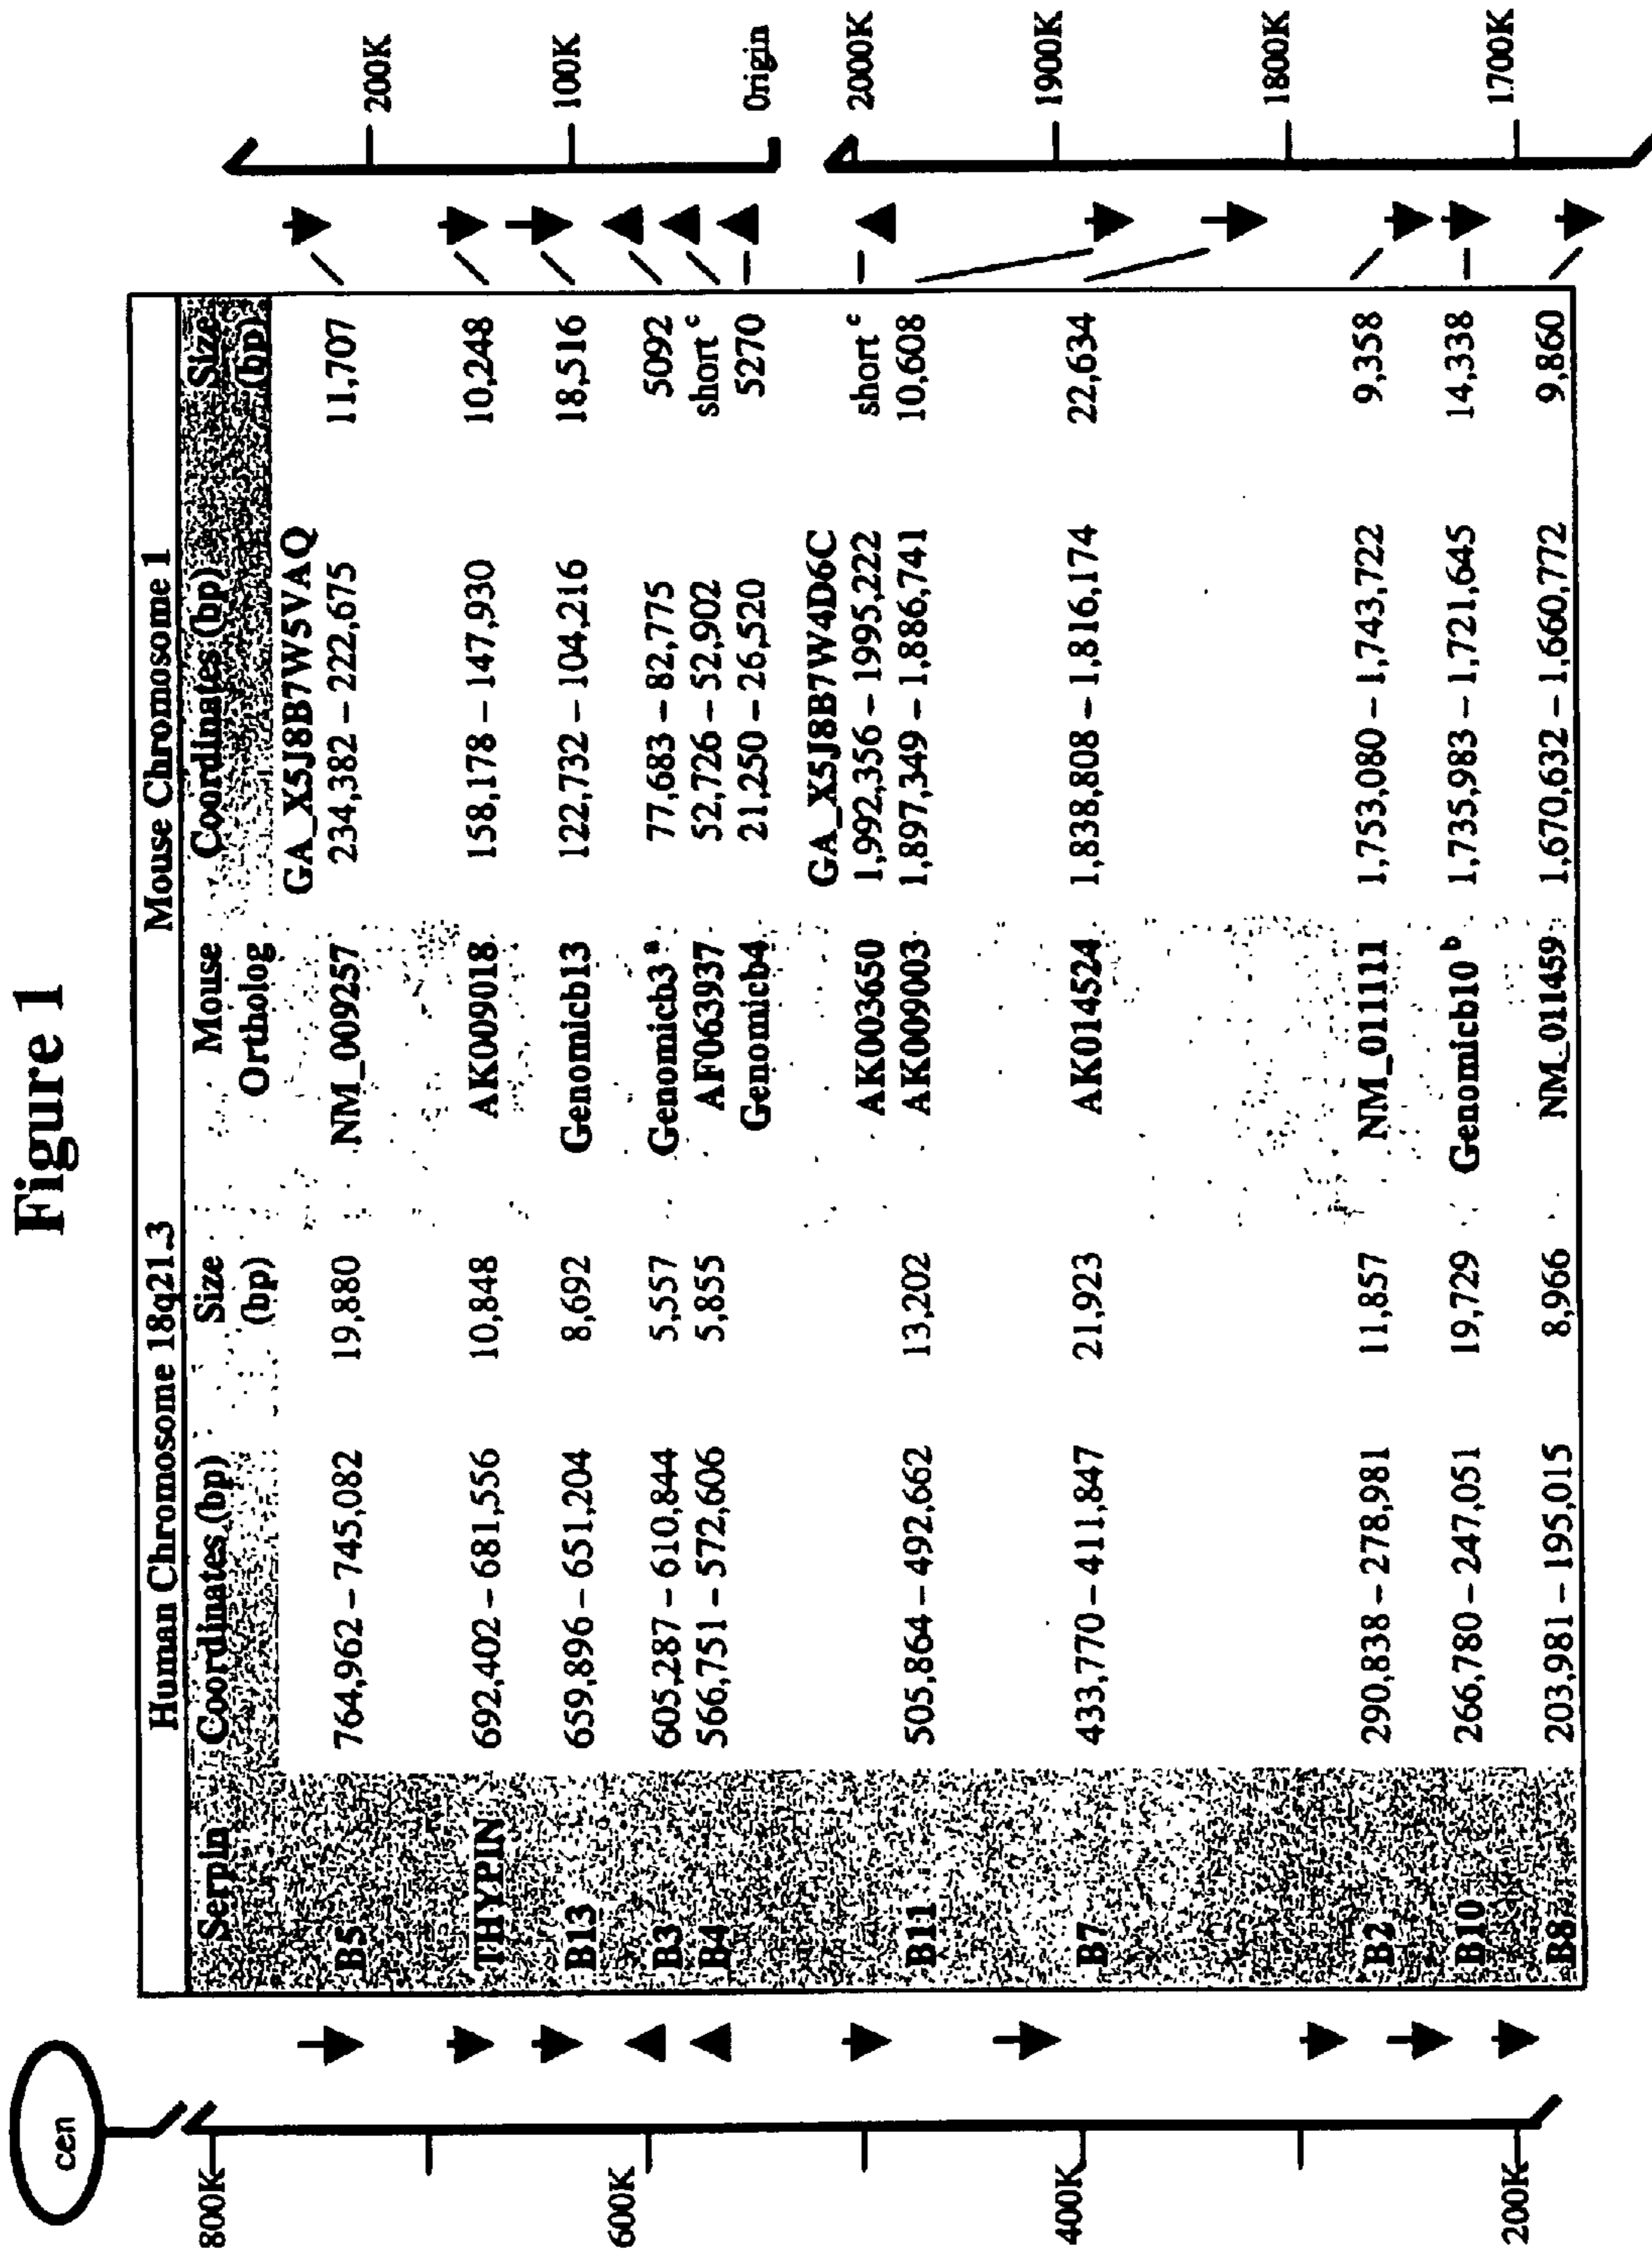 Figure 1
Human Chromosome 18q21.3 Mouse Chromosome 1
Serpin Coordinates (bp) Size (bp) Mouse Ortholog Coordinates (bp) Size (bp)
GA_X5J8B7W5VAQ
B5 764,962 – 745,082 19,880 NM_009257 234,382 – 222,675 11,707
THYPIN 692,402 – 681,556 10,848 AK009018 158,178 – 147,930 10,248
B13 659,896 – 651,204 8,692 Genomicb13 122,732 – 104,216 18,516
B3 605,287 – 610,844 5,557 Genomicb3 a 77,683 – 82,775 5092
B4 566,751 – 572,606 5,855 AF063937 52,726 – 52,902 short c
Genomicb4 21,250 – 26,520 5270
GA_X5J8B7W4D6C
AK003650 1,992,356 – 1995,222 short c
B11 505,864 – 492,662 13,202 AK009003 1,897,349 – 1,886,741 10,608
B7 433,770 – 411,847 21,923 AK014524 1,838,808 – 1,816,174 22,634
B2 290,838 – 278,981 11,857 NM_011111 1,753,080 – 1,743,722 9,358
B10 266,780 – 247,051 19,729 Genomicb10 b 1,735,983 – 1,721,645 14,338
B8 203,981 – 195,015 8,966 NM_011459 1,670,632 – 1,660,772 9,860
cen
800K
600K
400K
200K
200K
100K
Origin
2000K
1900K
1800K
1700K